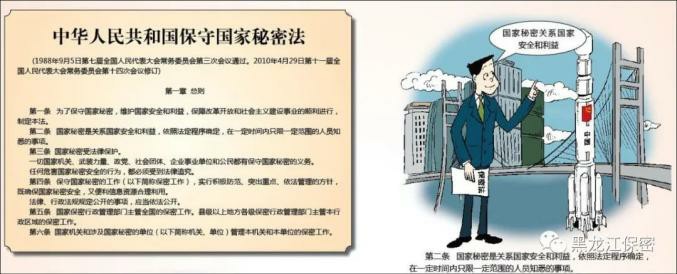 中华人民共和国保守国家秘密法
(1988年9月5日第七届全国人民代表大会常务委员会第三次会议通过。2010年4月29日第十一届全
国人民代表大会常务委员会第十四次会议修订)
第一章 总则
第一条 为了保守国家秘密，维护国家安全和利益，保障改革开放和社会主义建设事业的顺利进行，
制定本法。
第二条 国家秘密是关系国家安全和利益，依照法定程序确定，在一定时间内只限一定范围的人员知
悉的事项。
第三条 国家秘密受法律保护。
一切国家机关、武装力量、政党、社会团体、企业事业单位和公民都有保守国家秘密的义务。
任何危害国家秘密安全的行为，都必须受到法律追究。
第四条 保守国家秘密的工作（以下简称保密工作），实行积极防范、突出重点、依法管理的方针，
既确保国家秘密安全，又便利信息资源合理利用。
法律、行政法规规定公开的事项，应当依法公开。
第五条 国家保密行政管理部门主管全国的保密工作。县级以上地方各级保密行政管理部门主管本
行政区域的保密工作。
第六条 国家机关和涉及国家秘密的单位（以下简称机关、单位）管理本机关和本单位的保密工作。
国家秘密关系国家
安全和利益
中国
保密法
黑龙江保密
第二条 国家秘密是关系国家安全和利益，依照法定程序确定，
在一定时间内只限一定范围的人员知悉的事项。